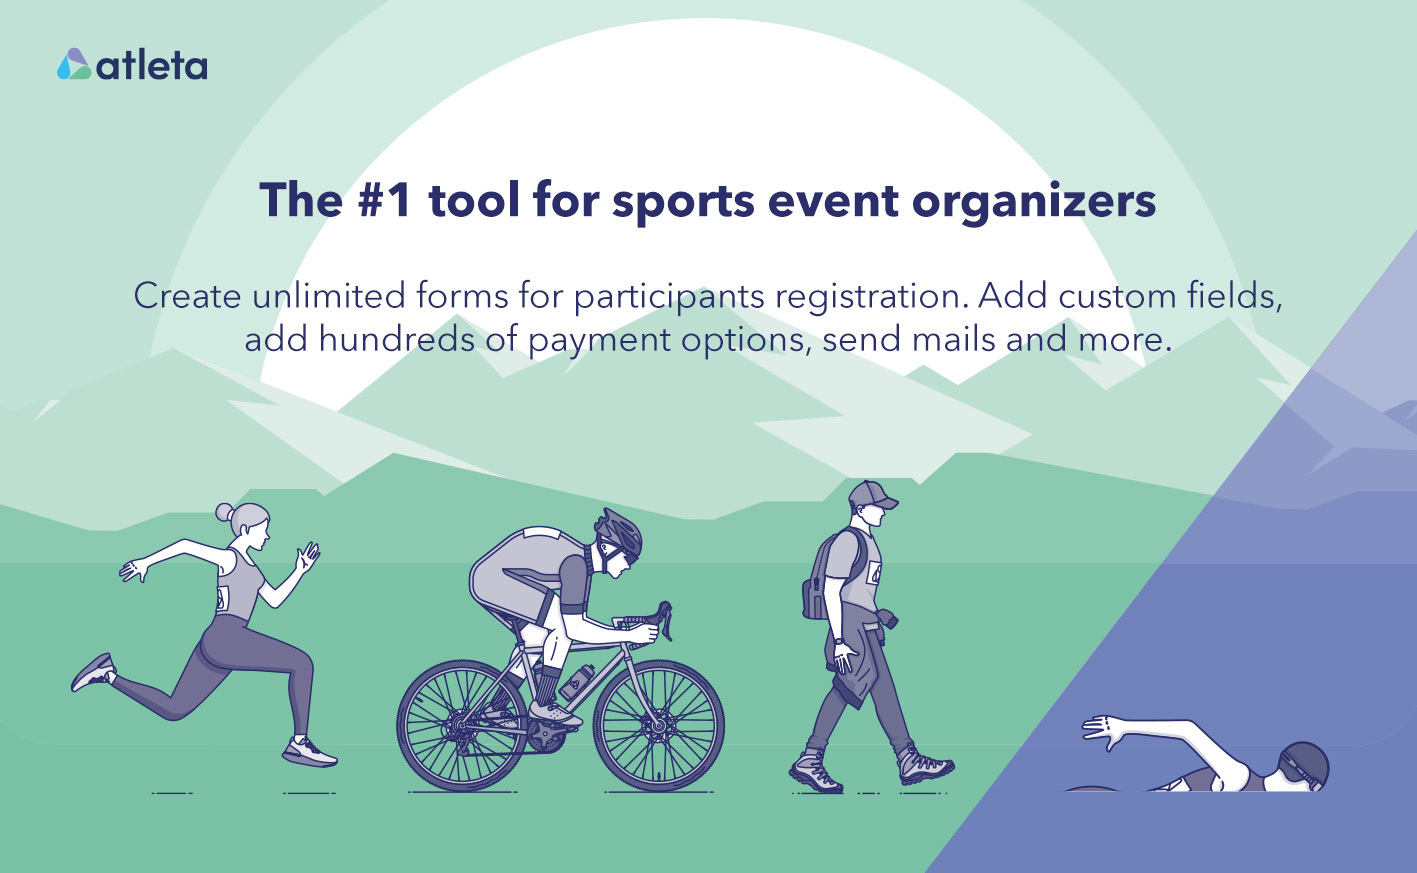 atleta
The #1 tool for sports event organizers
Create unlimited forms for participants registration. Add custom fields,
add hundreds of payment options, send mails and more.